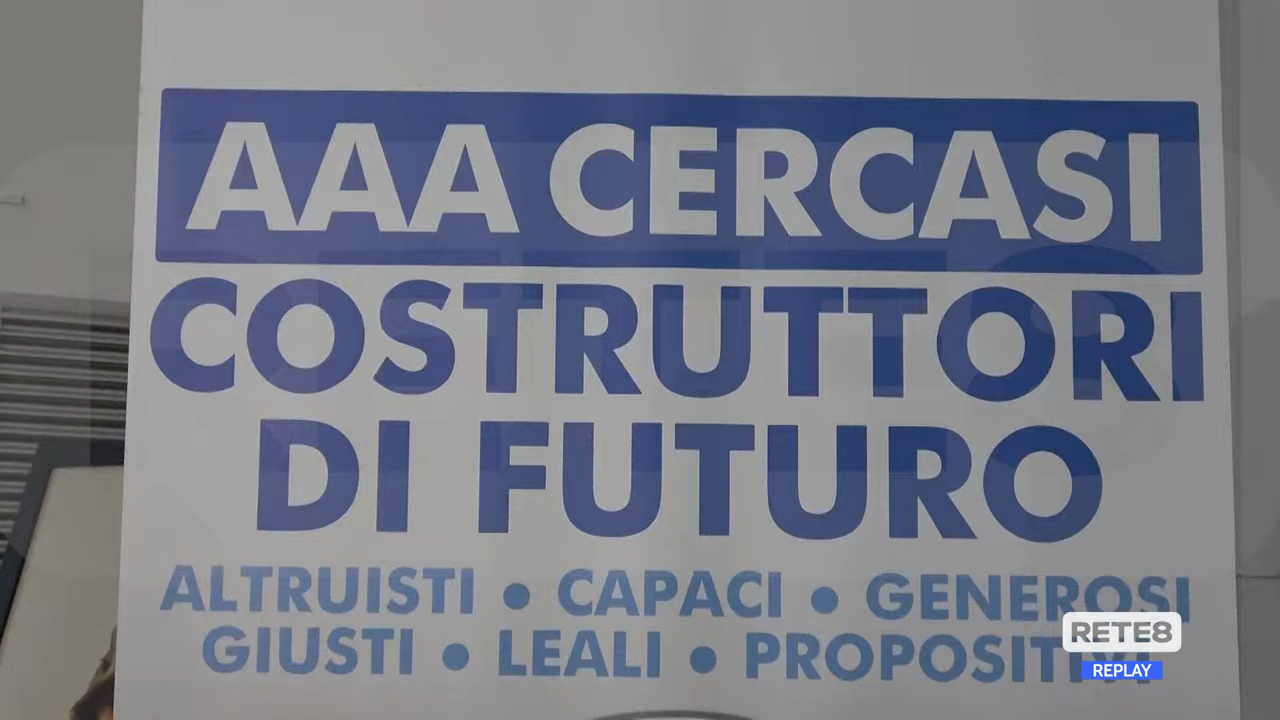 AAA CERCASI
COSTRUTTORI
DI FUTURO
ALTRUISTI • CAPACI • GENEROSI
GIUSTI • LEALI • PROPOSITIVI
RETE8
REPLAY